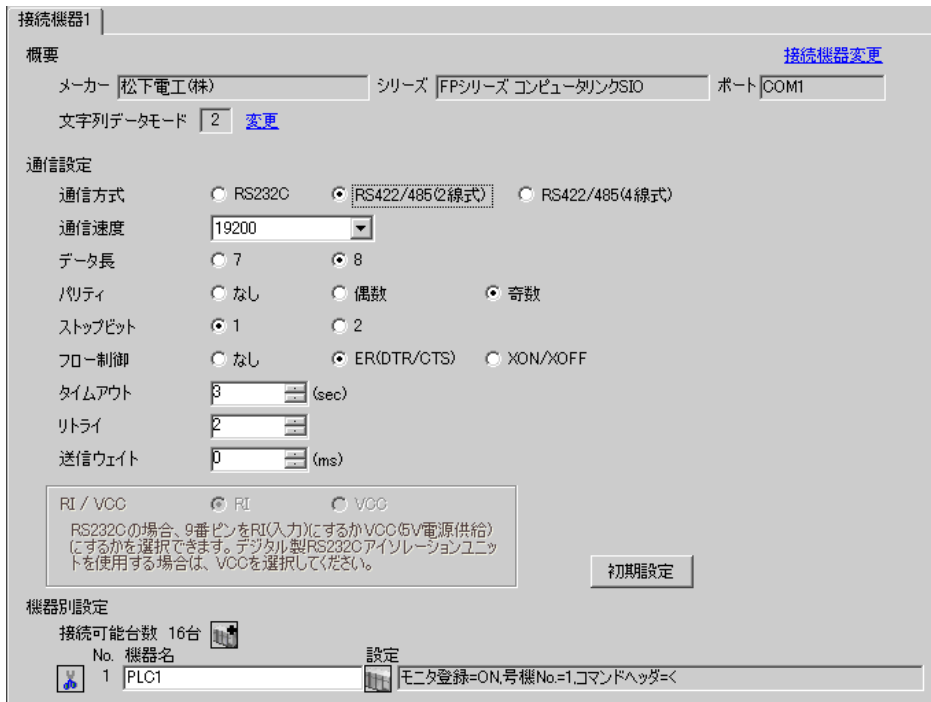 接続機器1
概要 接続機器変更
メーカー 松下電工(株) シリーズ FPシリーズ コンピュータリンクSIO ポート COM1
文字列データモード 2 変更
通信設定
通信方式 RS232C RS422/485(2線式) RS422/485(4線式)
通信速度 19200
データ長 7 8
パリティ なし 偶数 奇数
ストップビット 1 2
フロー制御 なし ER(DTR/CTS) XON/XOFF
タイムアウト 3 (sec)
リトライ 2
送信ウェイト 0 (ms)
RI / VCC RI VCC
RS232Cの場合、9番ピンをRI(入力)にするかVCC(5V電源供給)
にするかを選択できます。デジタル製RS232Cアイソレーションユニッ
トを使用する場合は、VCCを選択してください。
初期設定
機器別設定
接続可能台数 16台
No. 機器名 設定
1 PLC1 モニタ登録=ON,号機No.=1,コマンドヘッダ=<